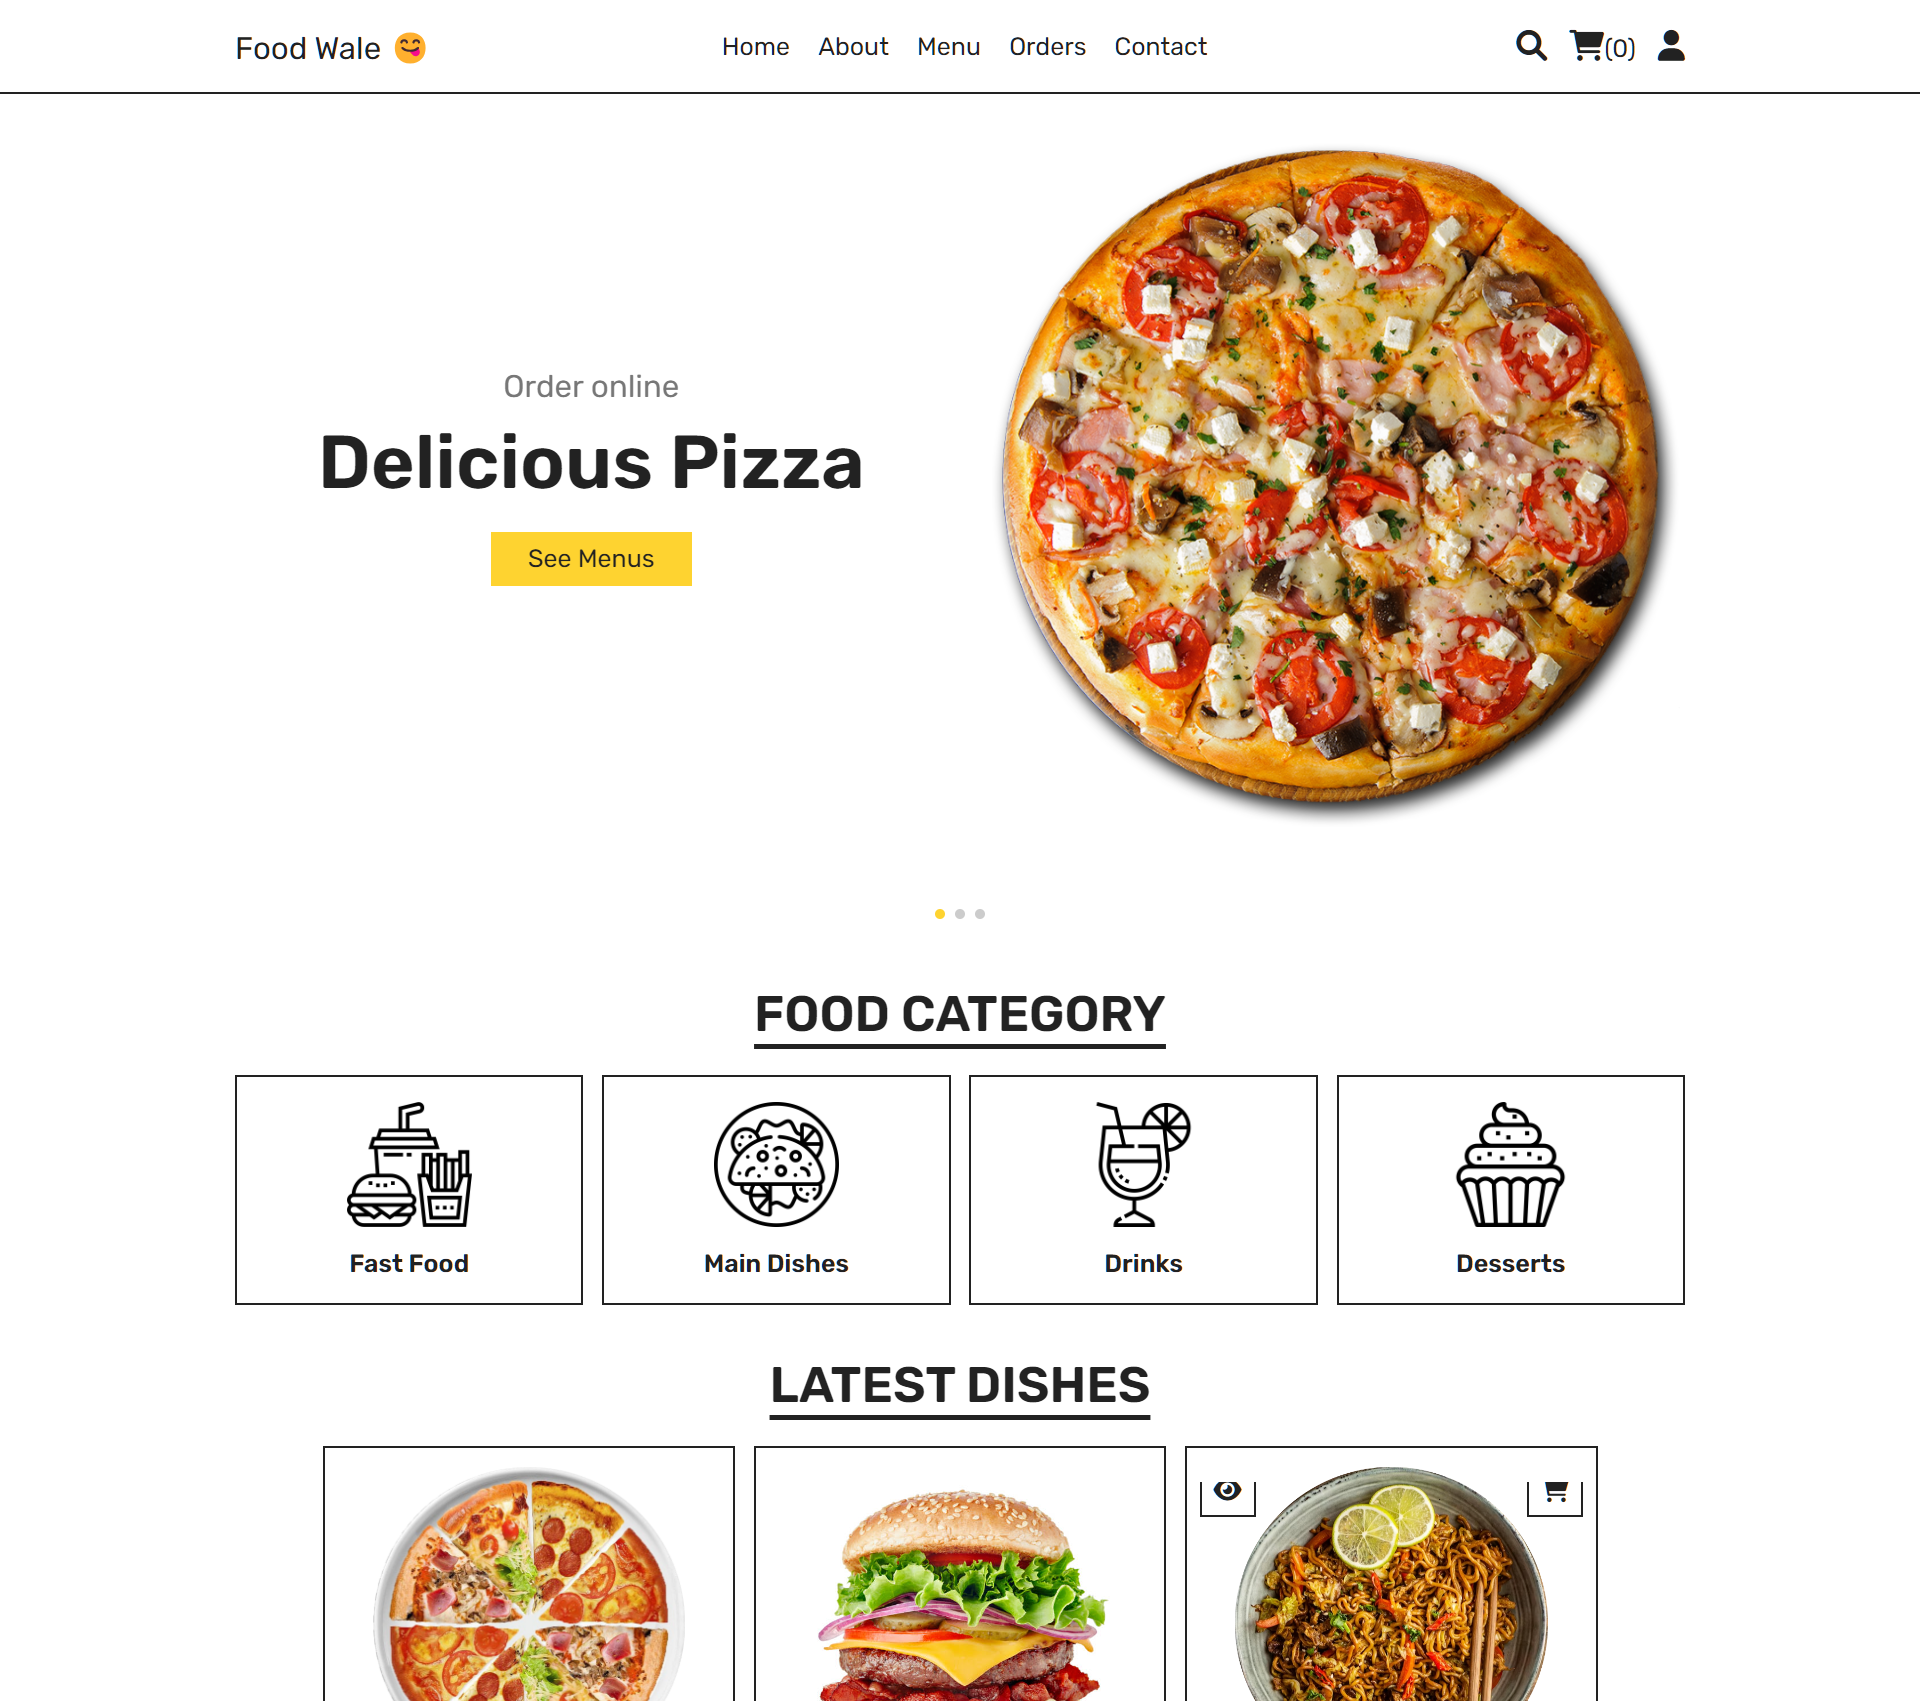 Food Wale 😋
Home About Menu Orders Contact
(0)
Order online
Delicious Pizza
See Menus
FOOD CATEGORY
Fast Food
Main Dishes
Drinks
Desserts
LATEST DISHES